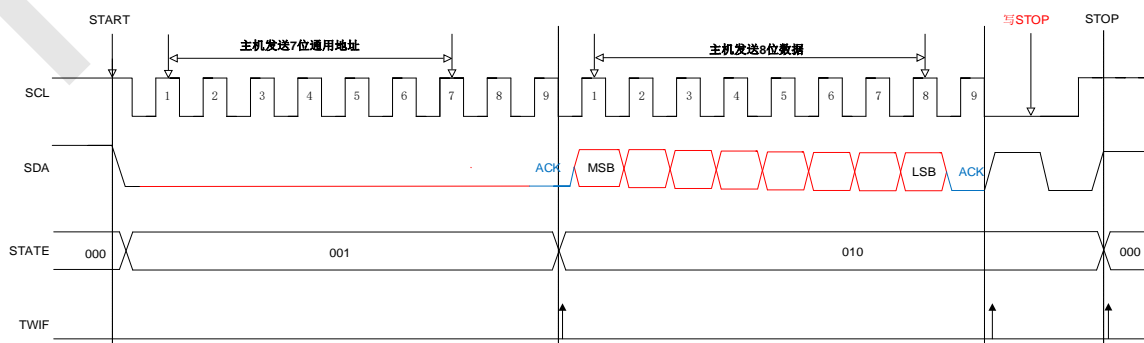 START
写STOP
STOP
主机发送7位通用地址
主机发送8位数据
SCL
1 2 3 4 5 6 7 8 9 1 2 3 4 5 6 7 8 9
SDA
ACK MSB LSB ACK
STATE
000 001 010 000
TWIF